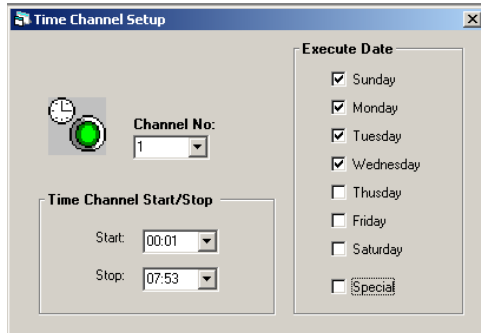 Time Channel Setup
Channel No:
1
Time Channel Start/Stop
Start: 00:01
Stop: 07:53
Execute Date
Sunday
Monday
Tuesday
Wednesday
Thusday
Friday
Saturday
Special